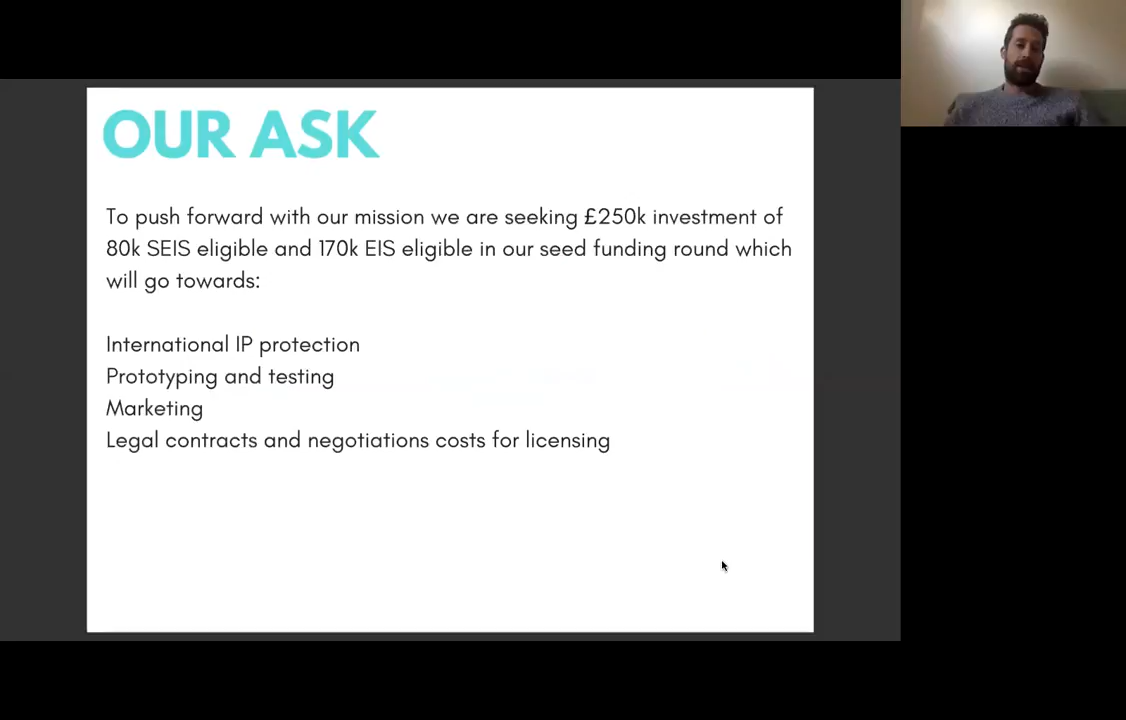 OUR ASK
To push forward with our mission we are seeking £250k investment of
80k SEIS eligible and 170k EIS eligible in our seed funding round which
will go towards:
International IP protection
Prototyping and testing
Marketing
Legal contracts and negotiations costs for licensing